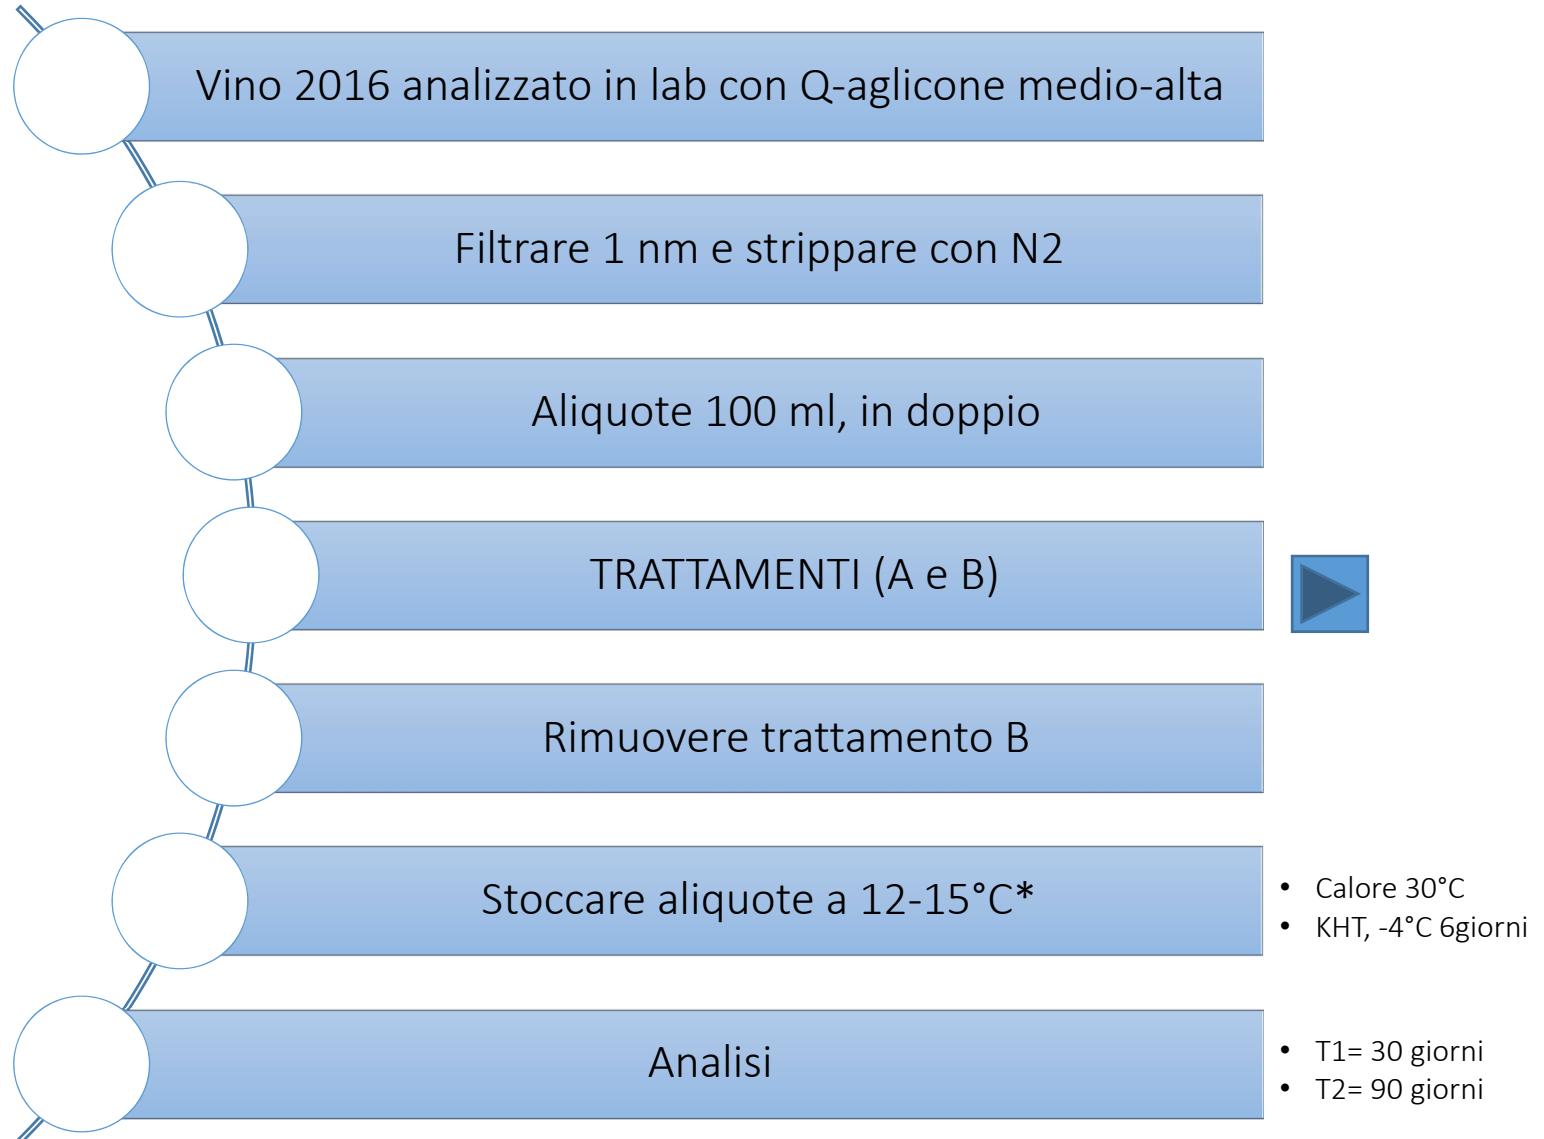 Vino 2016 analizzato in lab con Q-aglicone medio-alta
Filtrare 1 nm e strippare con N2
Aliquote 100 ml, in doppio
TRATTAMENTI (A e B)
Rimuovere trattamento B
Stoccare aliquote a 12-15°C*
• Calore 30°C
• KHT, -4°C 6giorni
Analisi
• T1= 30 giorni
• T2= 90 giorni